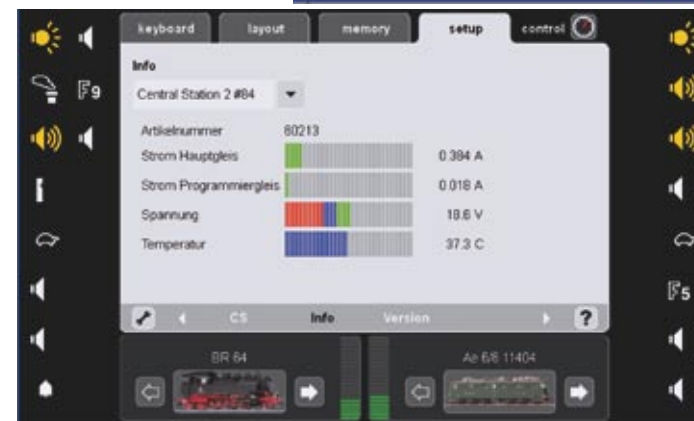 keyboard layout memory setup control
Info
Central Station 2 #84
Artikelnummer 60213
Strom Hauptgleis 0.384 A
F9
Strom Programmiergleis 0.018 A
Spannung 18.6 V
Temperatur 37.3 C
F5
CS Info Version ?
BR 64 Ae 6/6 11404